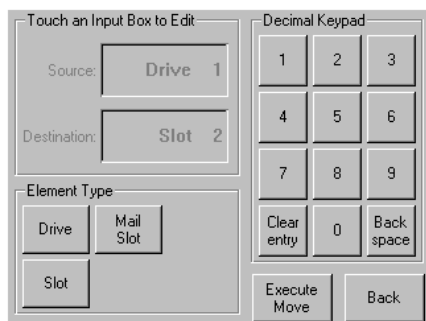 Touch an Input Box to Edit
Source: Drive 1
Destination: Slot 2
Element Type
Drive
Mail
Slot
Slot
Decimal Keypad
1 2 3
4 5 6
7 8 9
Clear
entry
0
Back
space
Execute
Move
Back